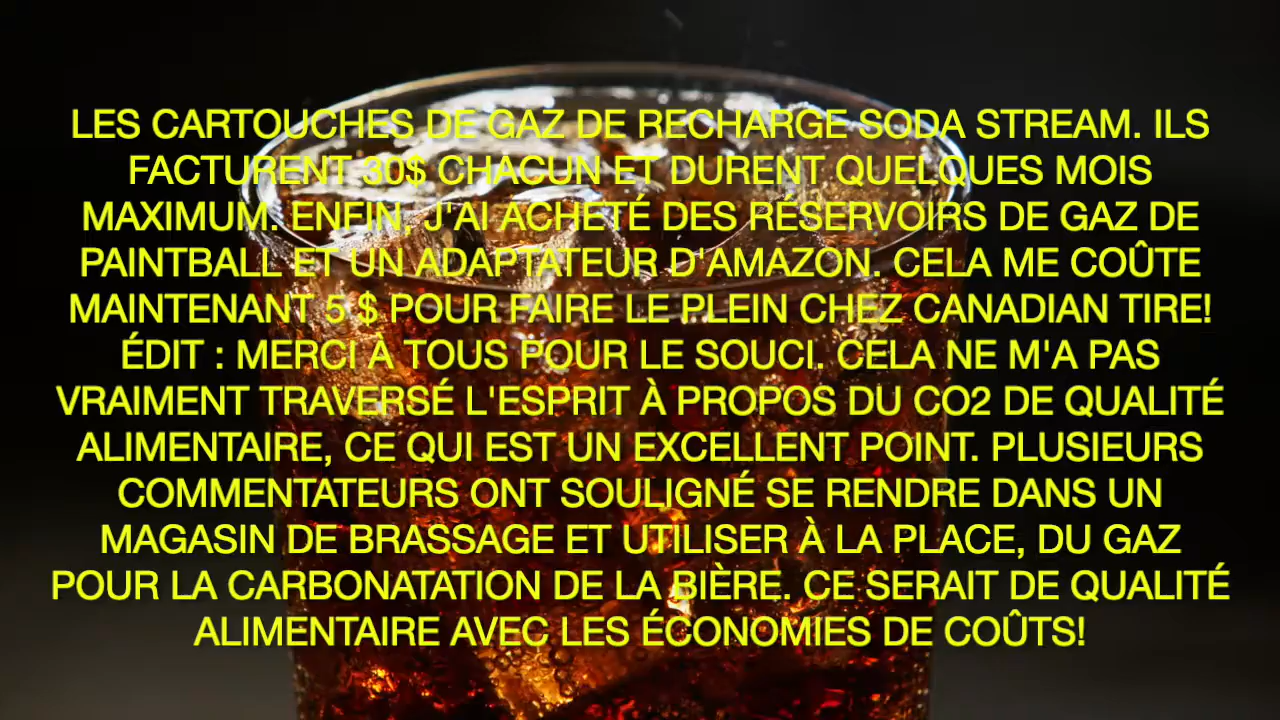 LES CARTOUCHES DE GAZ DE RECHARGE SODA STREAM. ILS
FACTURENT 30$ CHACUN ET DURENT QUELQUES MOIS
MAXIMUM. ENFIN, J'AI ACHETÉ DES RÉSERVOIRS DE GAZ DE
PAINTBALL ET UN ADAPTATEUR D'AMAZON. CELA ME COÛTE
MAINTENANT 5 $ POUR FAIRE LE PLEIN CHEZ CANADIAN TIRE!
ÉDIT : MERCI À TOUS POUR LE SOUCI. CELA NE M'A PAS
VRAIMENT TRAVERSÉ L'ESPRIT À PROPOS DU CO2 DE QUALITÉ
ALIMENTAIRE, CE QUI EST UN EXCELLENT POINT. PLUSIEURS
COMMENTATEURS ONT SOULIGNÉ SE RENDRE DANS UN
MAGASIN DE BRASSAGE ET UTILISER À LA PLACE, DU GAZ
POUR LA CARBONATATION DE LA BIÈRE. CE SERAIT DE QUALITÉ
ALIMENTAIRE AVEC LES ÉCONOMIES DE COÛTS!